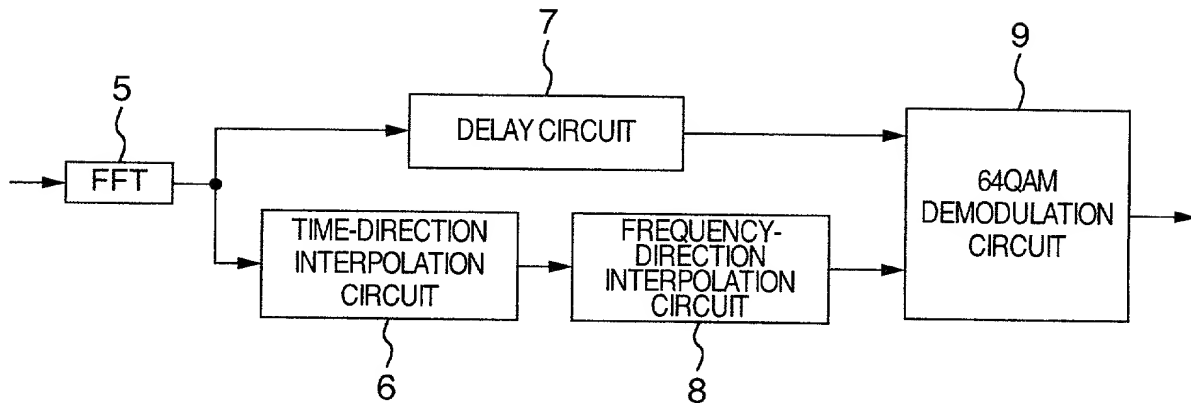 7
9
5
DELAY CIRCUIT
FFT
64QAM
DEMODULATION
CIRCUIT
TIME-DIRECTION
INTERPOLATION
CIRCUIT
FREQUENCY-
DIRECTION
INTERPOLATION
CIRCUIT
6
8